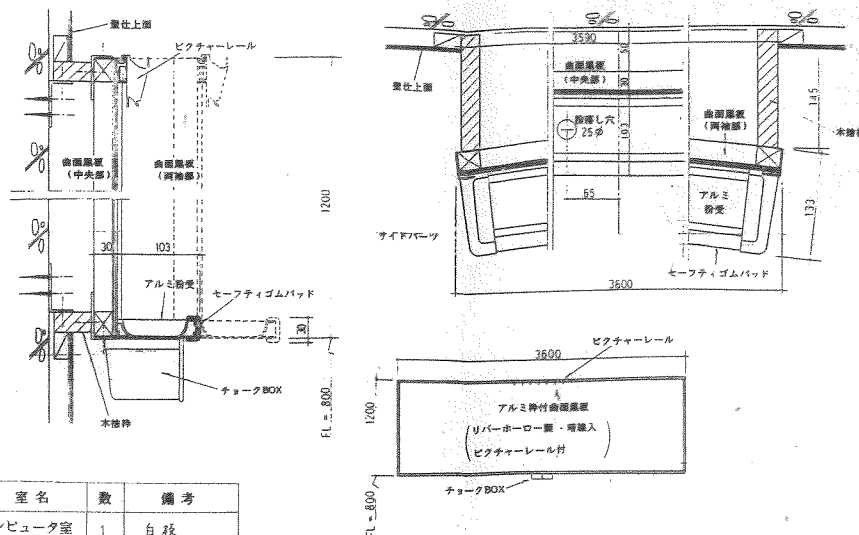 壁仕上面
ピクチャーレール
曲面黒板
(中央部)
曲面黒板
(両袖部)
1200
30
103
アルミ粉受
セーフティゴムパッド
30
チョークBOX
木捨枠
FL=800
3590
50
壁仕上面
曲面黒板
(中央部)
30
粉落し穴
25φ
103
曲面黒板
(両袖部)
145
木捨枠
65
アルミ
粉受
133
サイドパーツ
セーフティゴムパッド
3600
ピクチャーレール
3600
1200
アルミ枠付曲面黒板
リバーホーロー製・暗線入
ピクチャーレール付
チョークBOX
FL=800
室名 数 備考
ンピュータ室 1